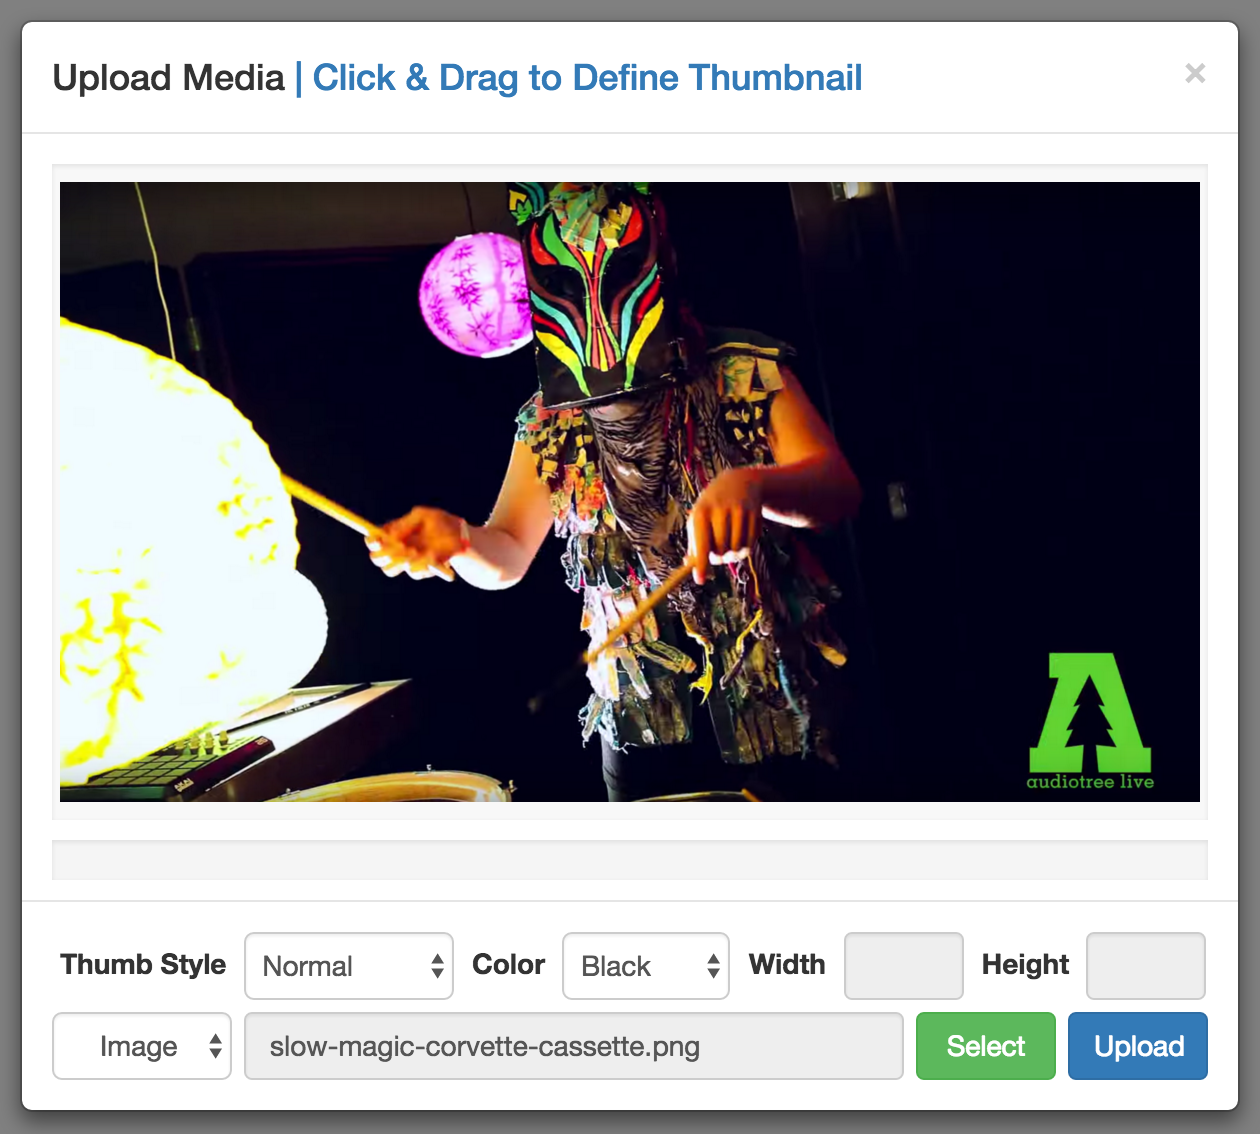 Upload Media | Click & Drag to Define Thumbnail ×
audiotree live
Thumb Style Normal Color Black Width Height
Image slow-magic-corvette-cassette.png Select Upload